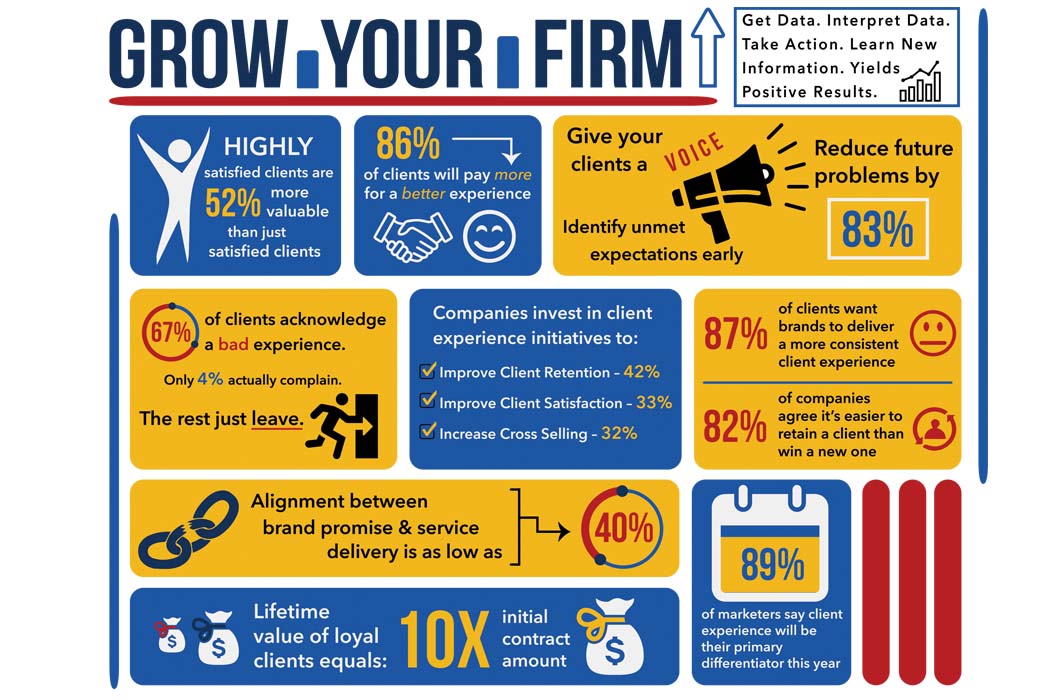 GROW YOUR FIRM
Get Data. Interpret Data.
Take Action. Learn New
Information. Yields
Positive Results.
HIGHLY
satisfied clients are
52% more
valuable
than just
satisfied clients
86%
of clients will pay more
for a better experience
Give your
clients a
VOICE
Identify unmet
expectations early
Reduce future
problems by
83%
67%
of clients acknowledge
a bad experience.
Only 4% actually complain.
The rest just leave.
Companies invest in client
experience initiatives to:
Improve Client Retention – 42%
Improve Client Satisfaction – 33%
Increase Cross Selling – 32%
87%
of clients want
brands to deliver
a more consistent
client experience
82%
of companies
agree it's easier to
retain a client than
win a new one
Alignment between
brand promise & service
delivery is as low as
40%
89%
of marketers say client
experience will be
their primary
differentiator this year
$
$
Lifetime
value of loyal
clients equals:
10X
initial
contract
amount
$